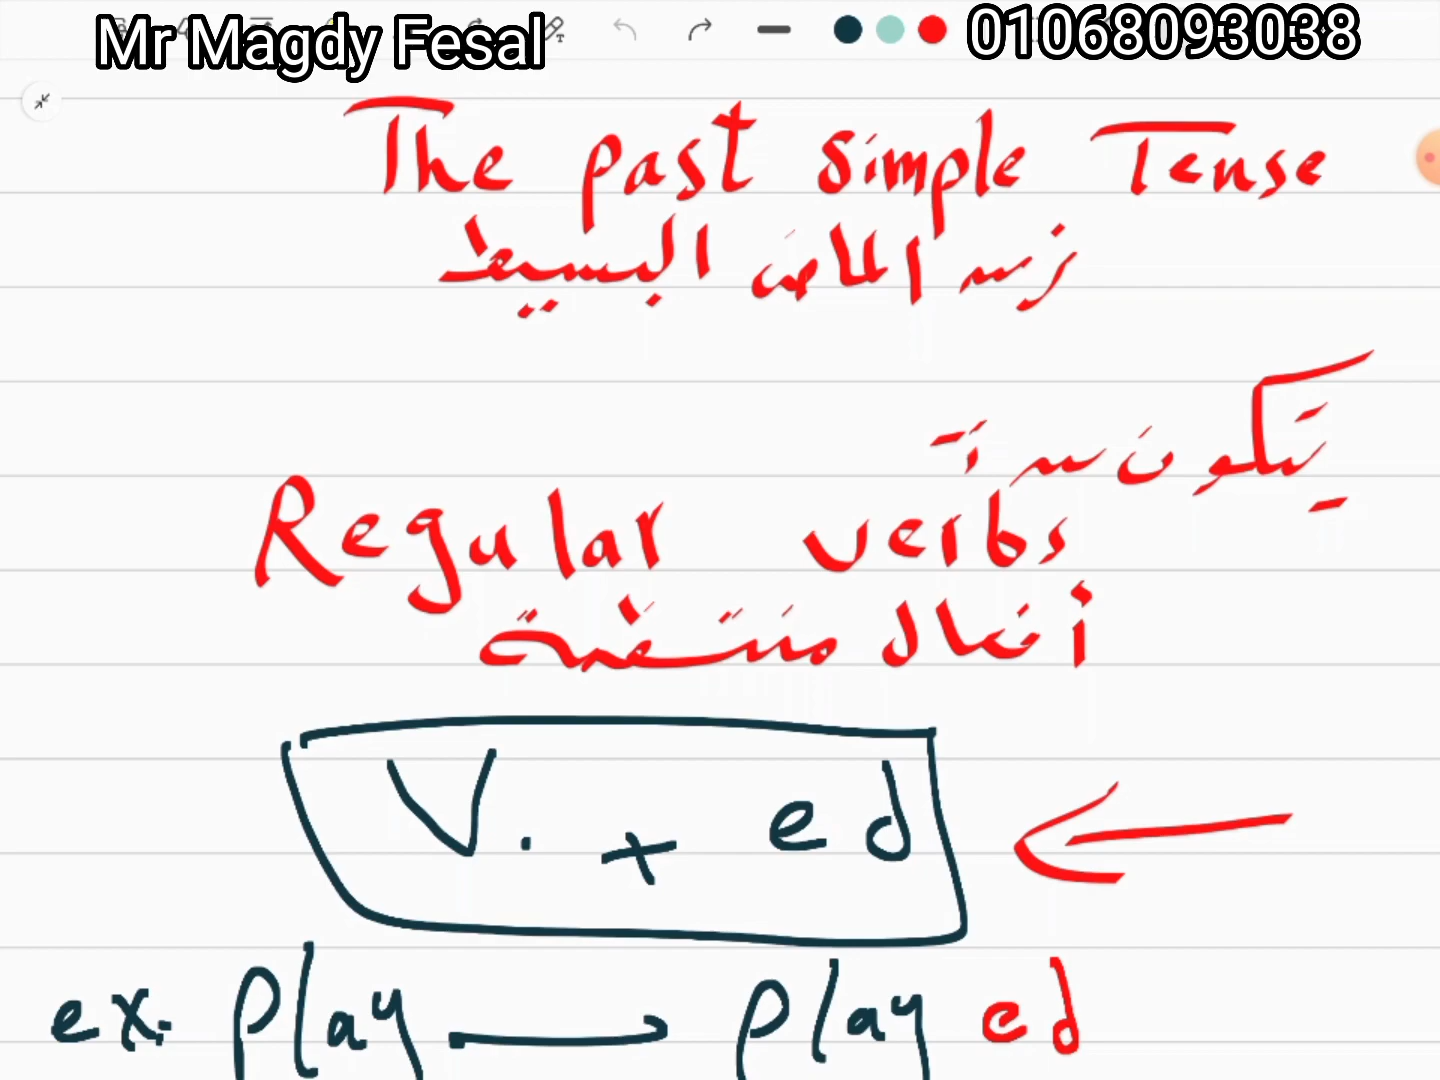 Mr Magdy Fesal 01068093038
The past simple Tense
زمن الماضى البسيط
يتكون من :-
Regular verbs
أفعال منتظمة
V. + ed
ex. play → played